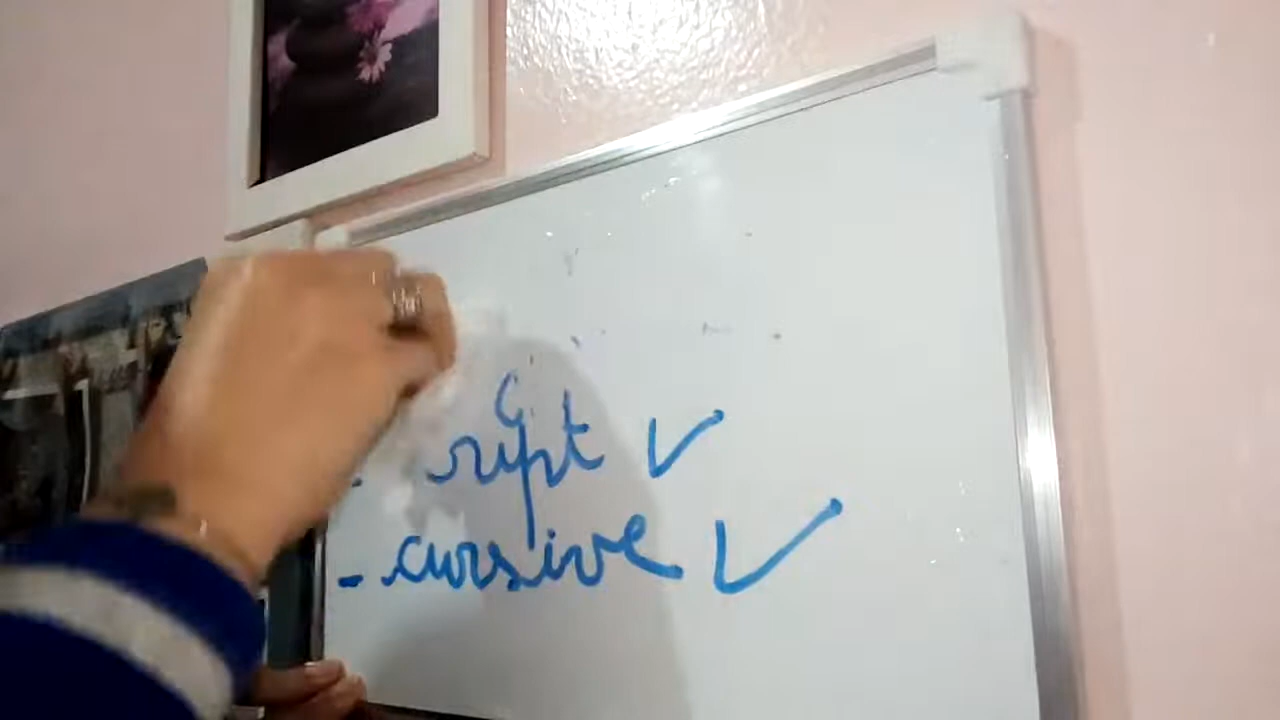 - ript ✓
- cursive ✓